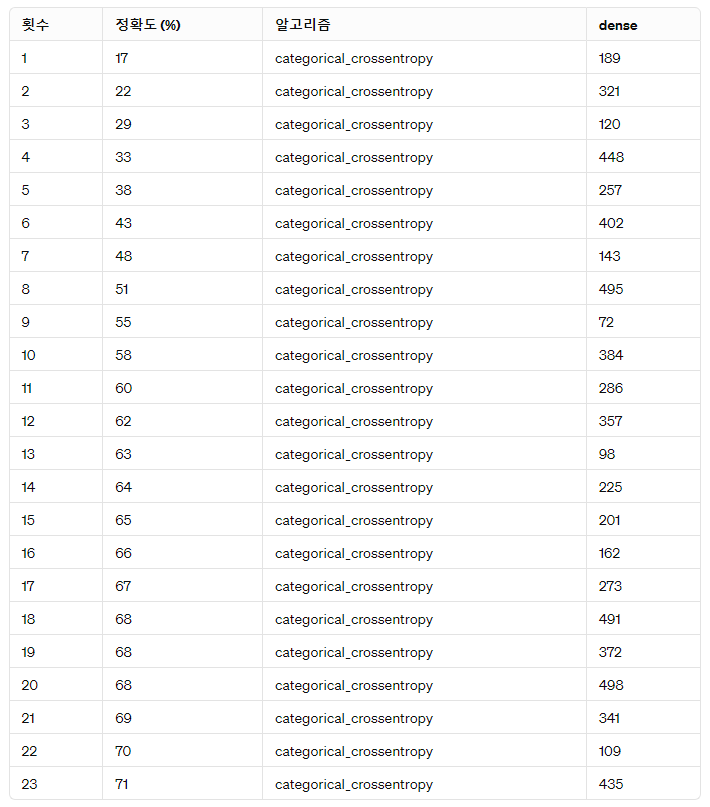 횟수 정확도 (%) 알고리즘 dense
1 17 categorical_crossentropy 189
2 22 categorical_crossentropy 321
3 29 categorical_crossentropy 120
4 33 categorical_crossentropy 448
5 38 categorical_crossentropy 257
6 43 categorical_crossentropy 402
7 48 categorical_crossentropy 143
8 51 categorical_crossentropy 495
9 55 categorical_crossentropy 72
10 58 categorical_crossentropy 384
11 60 categorical_crossentropy 286
12 62 categorical_crossentropy 357
13 63 categorical_crossentropy 98
14 64 categorical_crossentropy 225
15 65 categorical_crossentropy 201
16 66 categorical_crossentropy 162
17 67 categorical_crossentropy 273
18 68 categorical_crossentropy 491
19 68 categorical_crossentropy 372
20 68 categorical_crossentropy 498
21 69 categorical_crossentropy 341
22 70 categorical_crossentropy 109
23 71 categorical_crossentropy 435